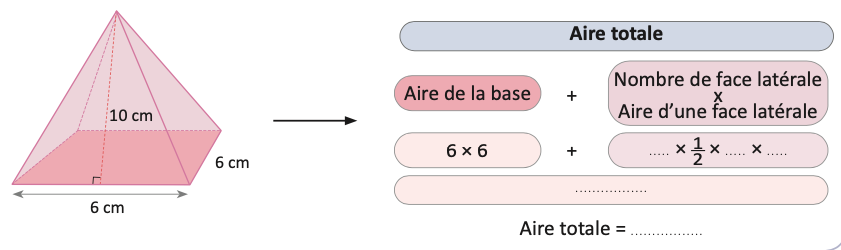 Aire totale
10 cm
6 cm
6 cm
Aire de la base + Nombre de face latérale
x
Aire d'une face latérale
6 × 6 + ..... × 1/2 × ..... × .....
.................
Aire totale = .................